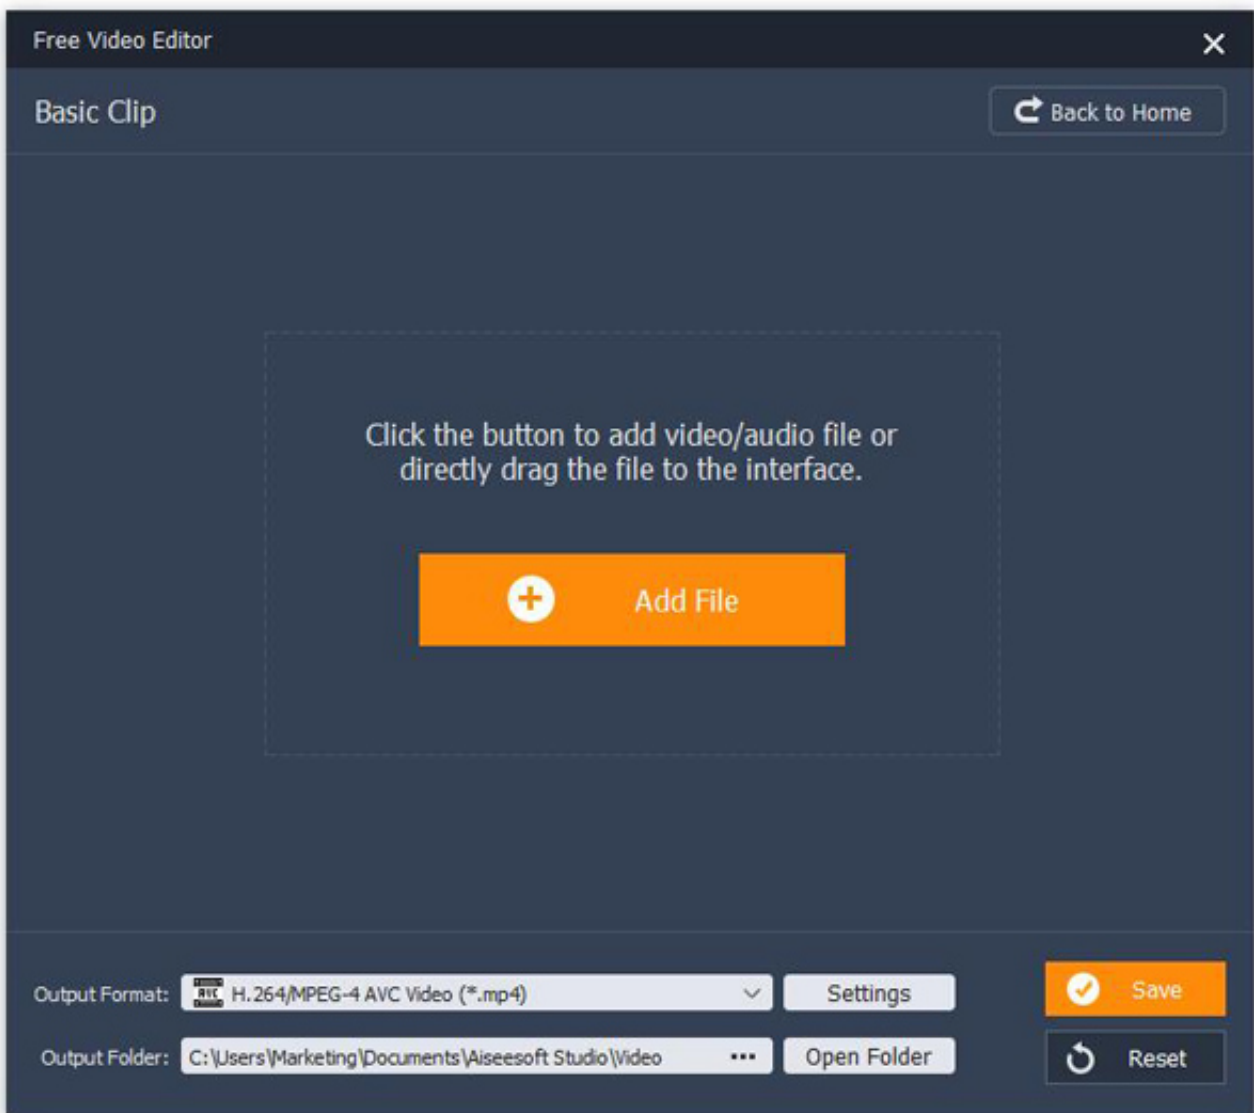 Free Video Editor
Basic Clip
Back to Home
Click the button to add video/audio file or
directly drag the file to the interface.
Add File
Output Format: AVC H.264/MPEG-4 AVC Video (*.mp4) Settings Save
Output Folder: C:\Users\Marketing\Documents\Aiseesoft Studio\Video ••• Open Folder Reset